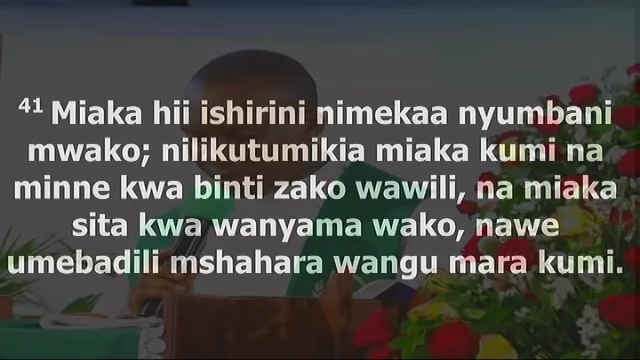 41 Miaka hii ishirini nimekaa nyumbani
mwako; nilikutumikia miaka kumi na
minne kwa binti zako wawili, na miaka
sita kwa wanyama wako, nawe
umebadili mshahara wangu mara kumi.